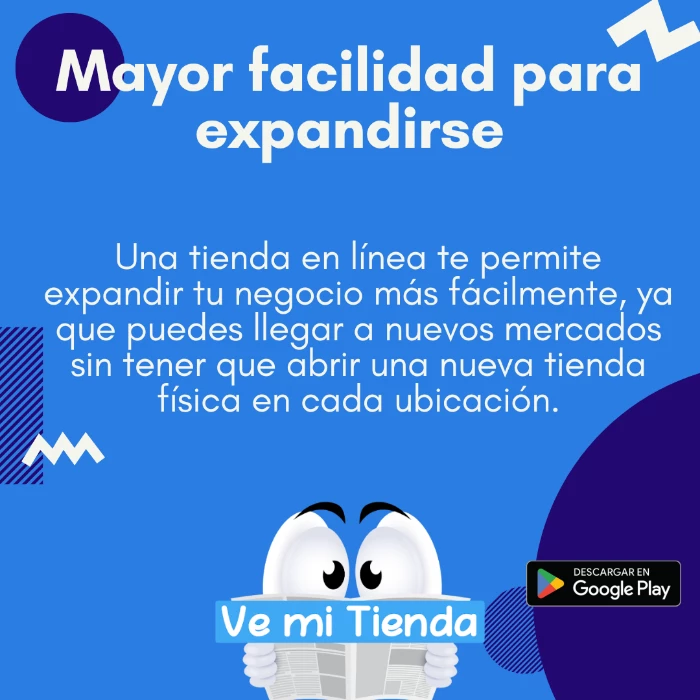 Mayor facilidad para
expandirse
Una tienda en línea te permite
expandir tu negocio más fácilmente, ya
que puedes llegar a nuevos mercados
sin tener que abrir una nueva tienda
física en cada ubicación.
DESCARGAR EN
Google Play
Ve mi Tienda